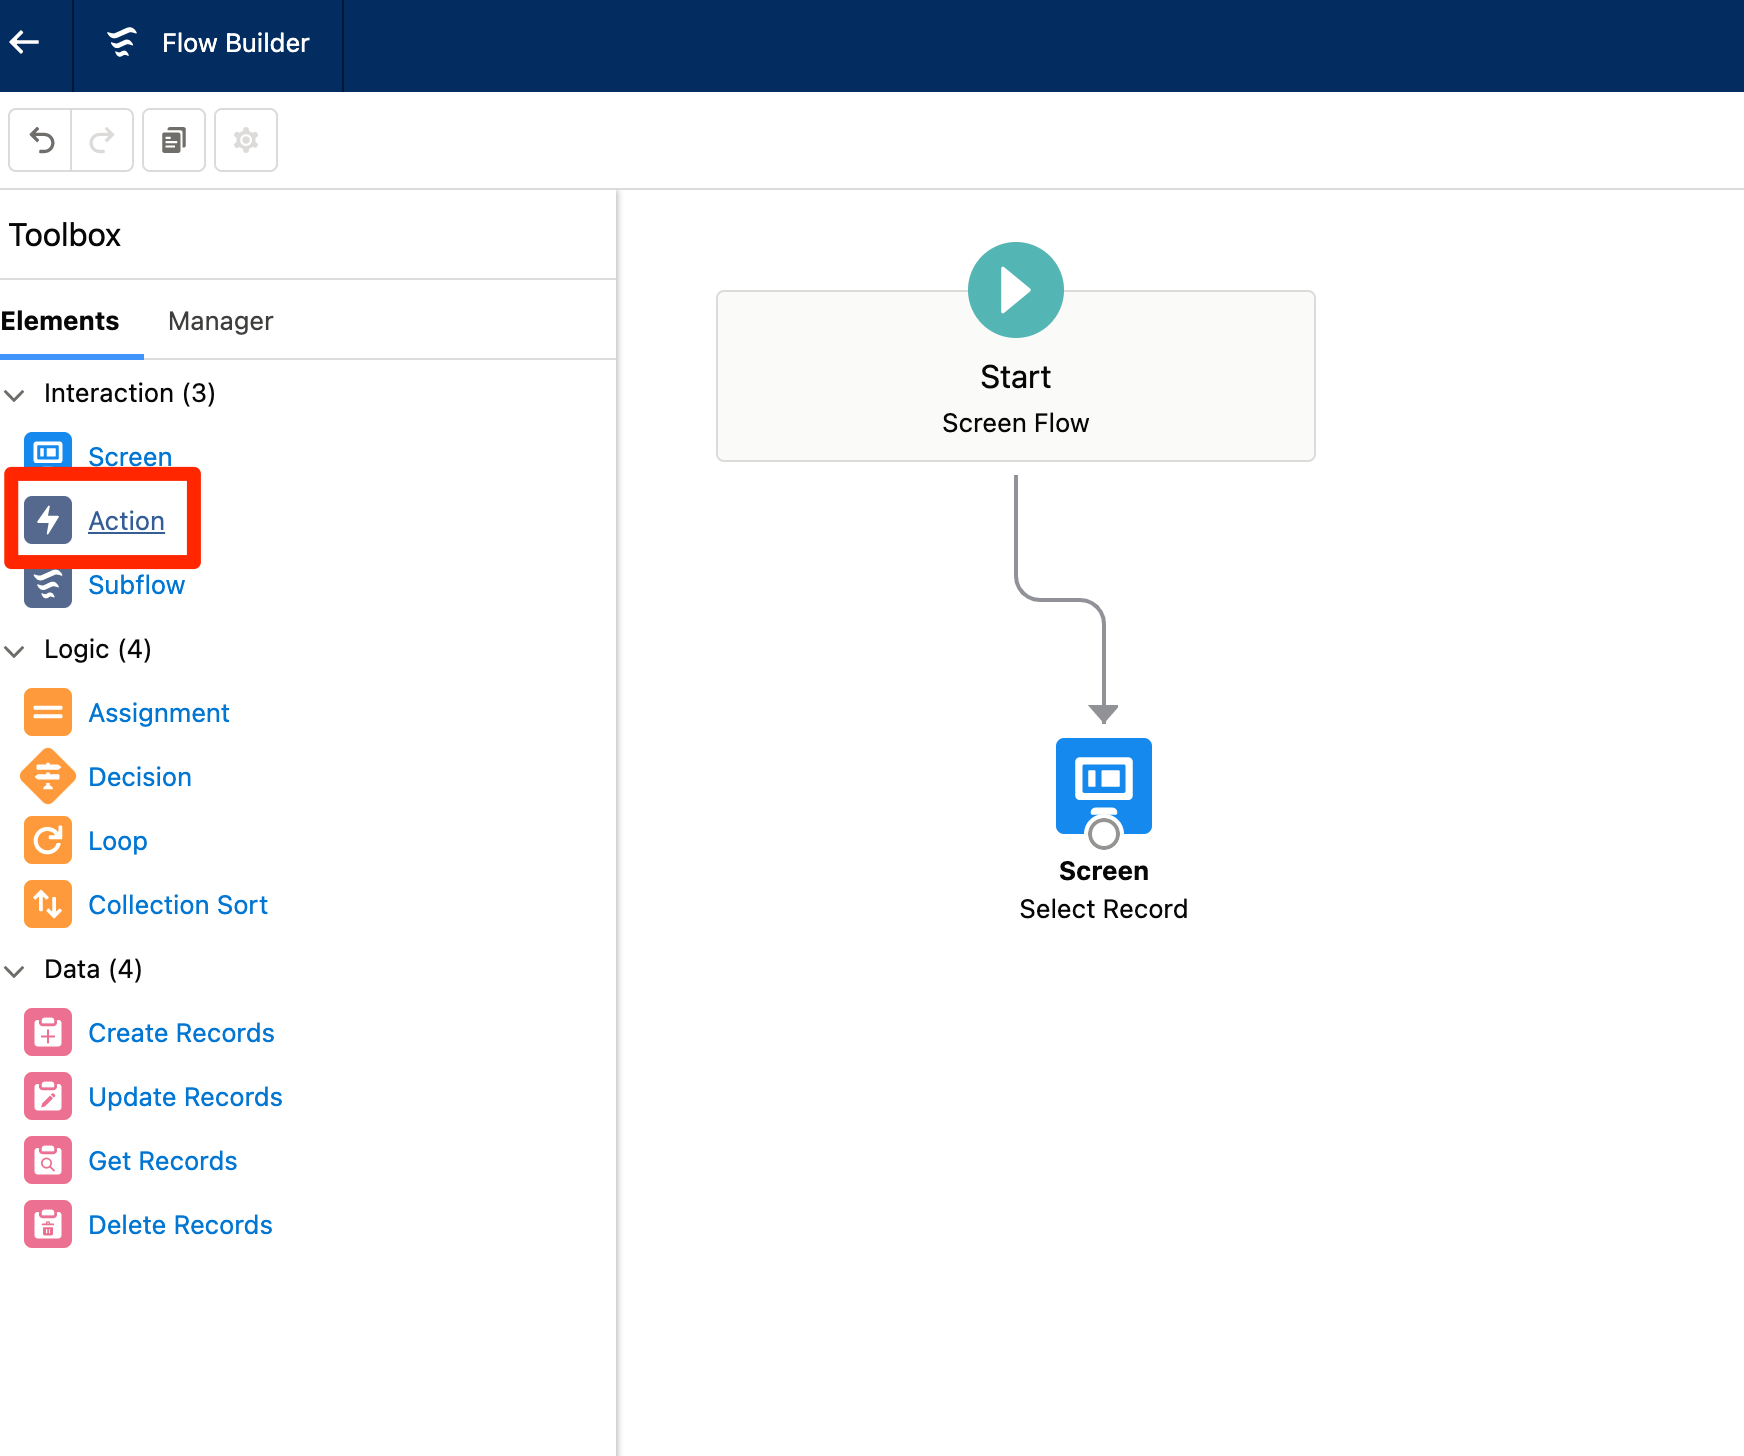 Flow Builder
Toolbox
Elements
Manager
Interaction (3)
Screen
Action
Subflow
Logic (4)
Assignment
Decision
Loop
Collection Sort
Data (4)
Create Records
Update Records
Get Records
Delete Records
Start
Screen Flow
Screen
Select Record